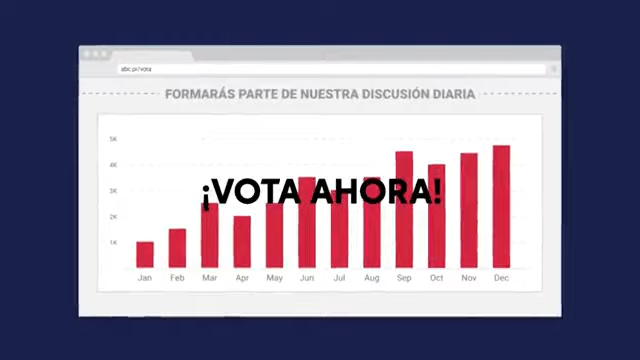 abc.pr/vota
FORMARÁS PARTE DE NUESTRA DISCUSIÓN DIARIA
5K
4K
3K
2K
1K
¡VOTA AHORA!
Jan Feb Mar Apr May Jun Jul Aug Sep Oct Nov Dec